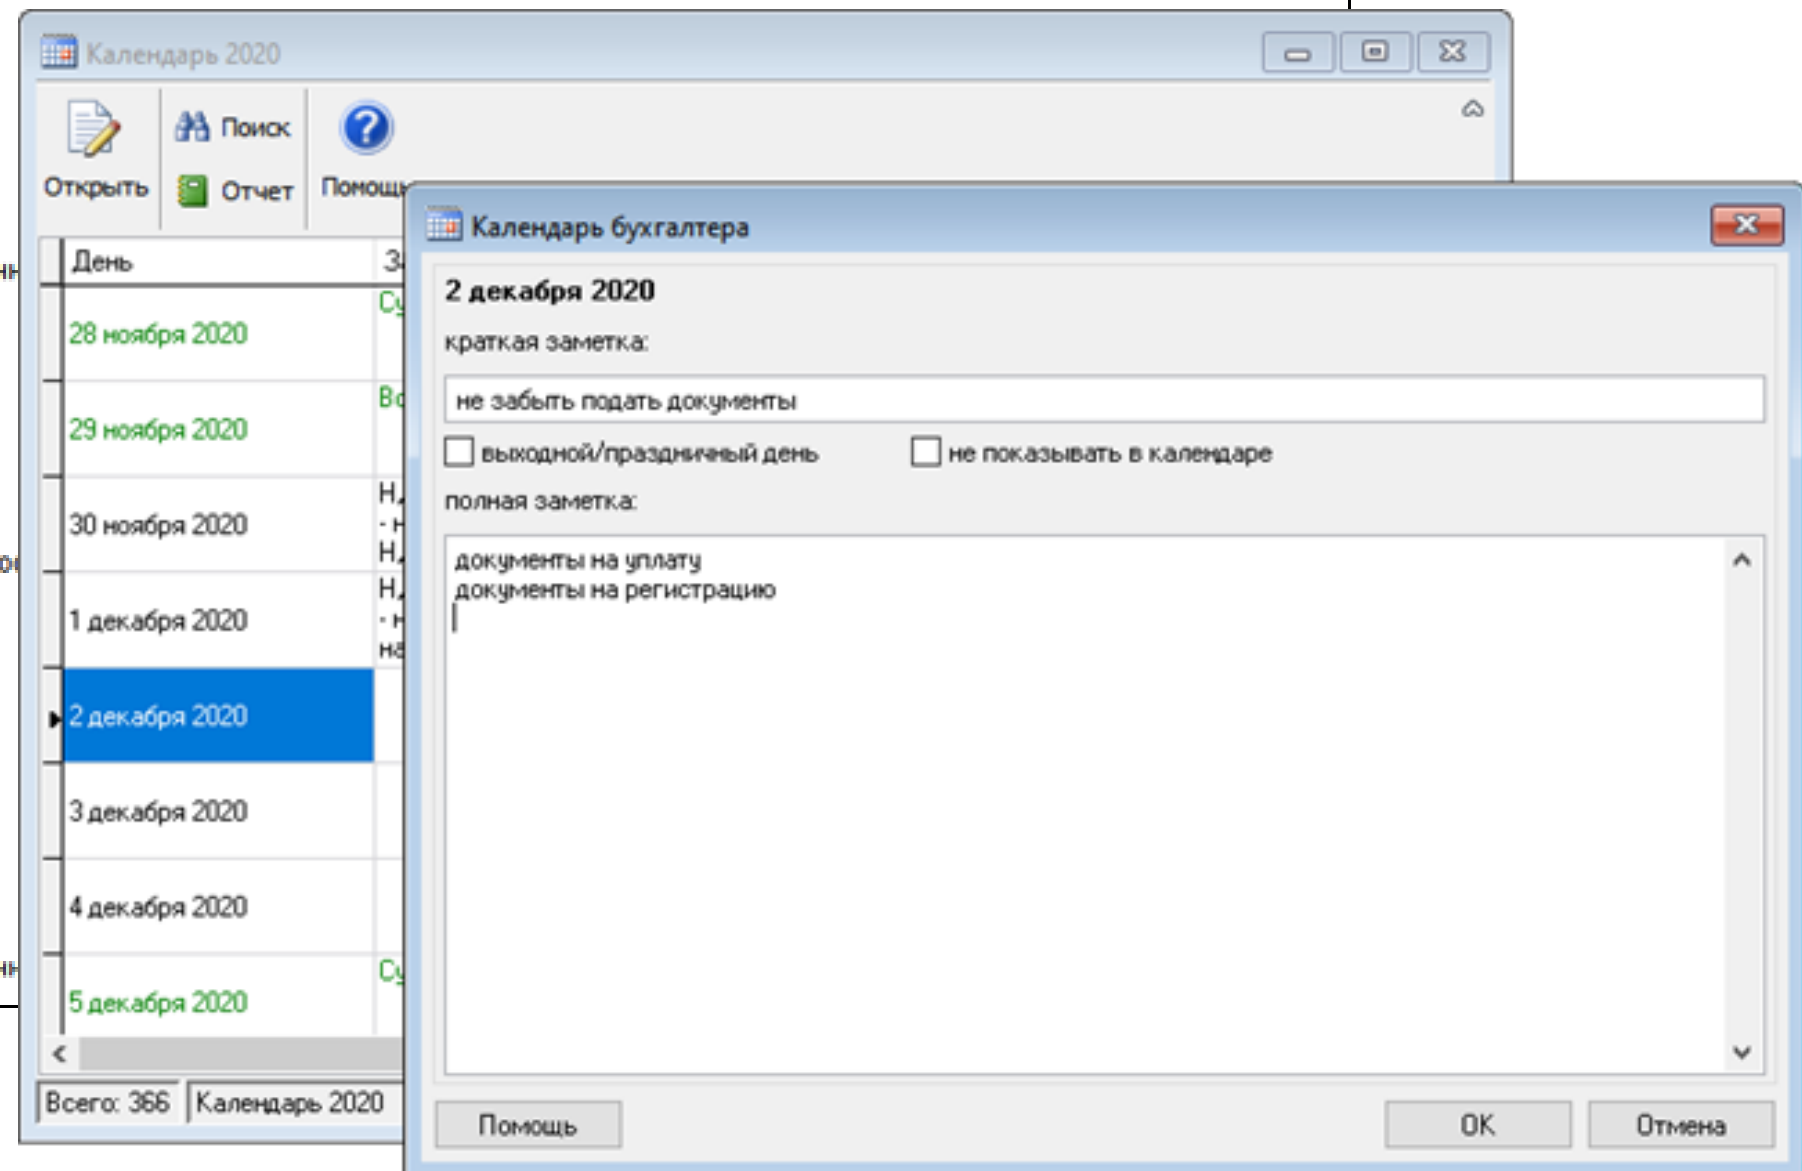 Календарь 2020
Открыть
Поиск
Отчет
Помощь
День
28 ноября 2020
29 ноября 2020
30 ноября 2020
1 декабря 2020
2 декабря 2020
3 декабря 2020
4 декабря 2020
5 декабря 2020
Всего: 366
Календарь 2020
Календарь бухгалтера
2 декабря 2020
краткая заметка:
не забыть подать документы
выходной/праздничный день
не показывать в календаре
полная заметка:
документы на уплату
документы на регистрацию
Помощь
ОК
Отмена